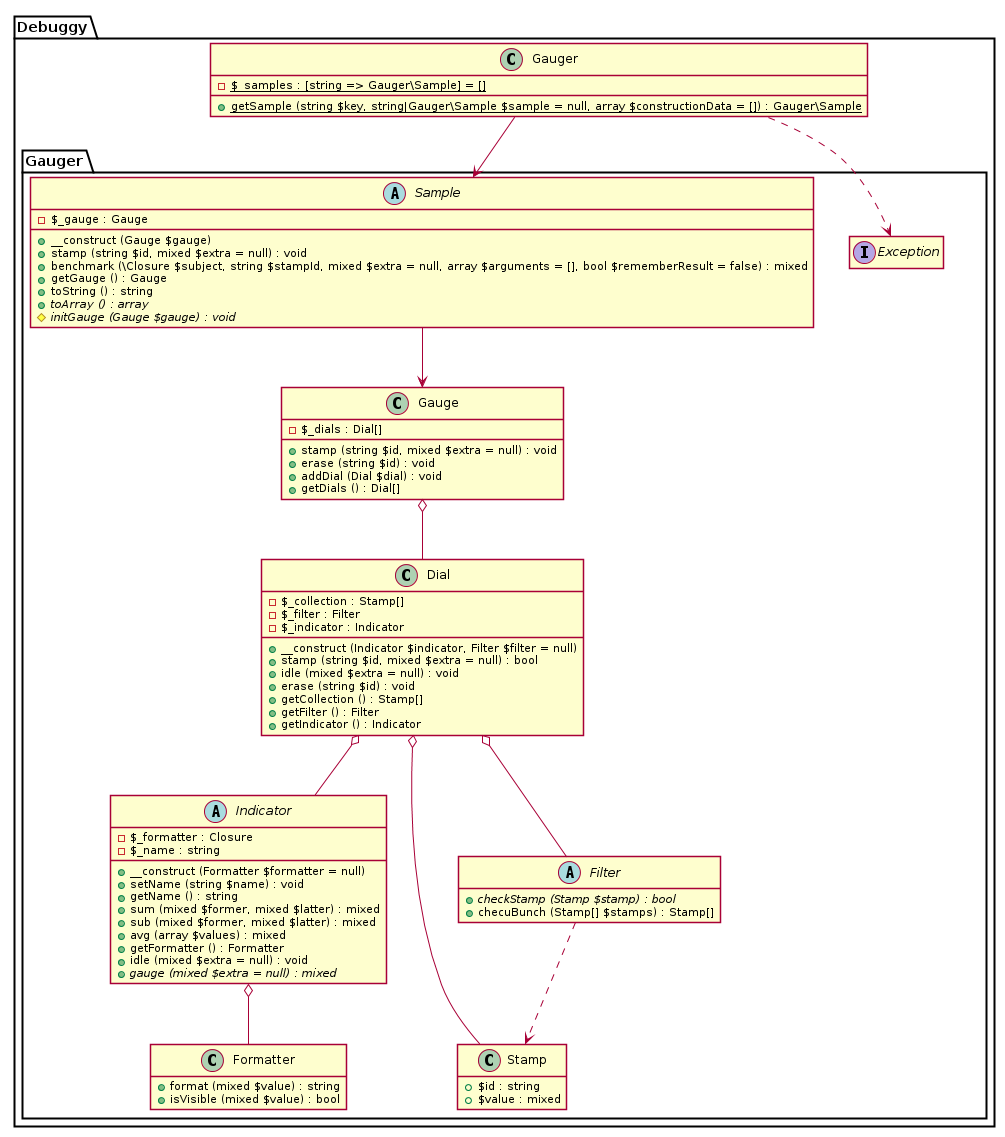 Debuggy
C Gauger
$_samples : [string => Gauger\Sample] = []
getSample (string $key, string|Gauger\Sample $sample = null, array $constructionData = []) : Gauger\Sample
Gauger
A Sample
$_gauge : Gauge
__construct (Gauge $gauge)
stamp (string $id, mixed $extra = null) : void
benchmark (\Closure $subject, string $stampId, mixed $extra = null, array $arguments = [], bool $rememberResult = false) : mixed
getGauge () : Gauge
toString () : string
toArray () : array
initGauge (Gauge $gauge) : void
I Exception
C Gauge
$_dials : Dial[]
stamp (string $id, mixed $extra = null) : void
erase (string $id) : void
addDial (Dial $dial) : void
getDials () : Dial[]
C Dial
$_collection : Stamp[]
$_filter : Filter
$_indicator : Indicator
__construct (Indicator $indicator, Filter $filter = null)
stamp (string $id, mixed $extra = null) : bool
idle (mixed $extra = null) : void
erase (string $id) : void
getCollection () : Stamp[]
getFilter () : Filter
getIndicator () : Indicator
A Indicator
$_formatter : Closure
$_name : string
__construct (Formatter $formatter = null)
setName (string $name) : void
getName () : string
sum (mixed $former, mixed $latter) : mixed
sub (mixed $former, mixed $latter) : mixed
avg (array $values) : mixed
getFormatter () : Formatter
idle (mixed $extra = null) : void
gauge (mixed $extra = null) : mixed
A Filter
checkStamp (Stamp $stamp) : bool
checuBunch (Stamp[] $stamps) : Stamp[]
C Formatter
format (mixed $value) : string
isVisible (mixed $value) : bool
C Stamp
$id : string
$value : mixed